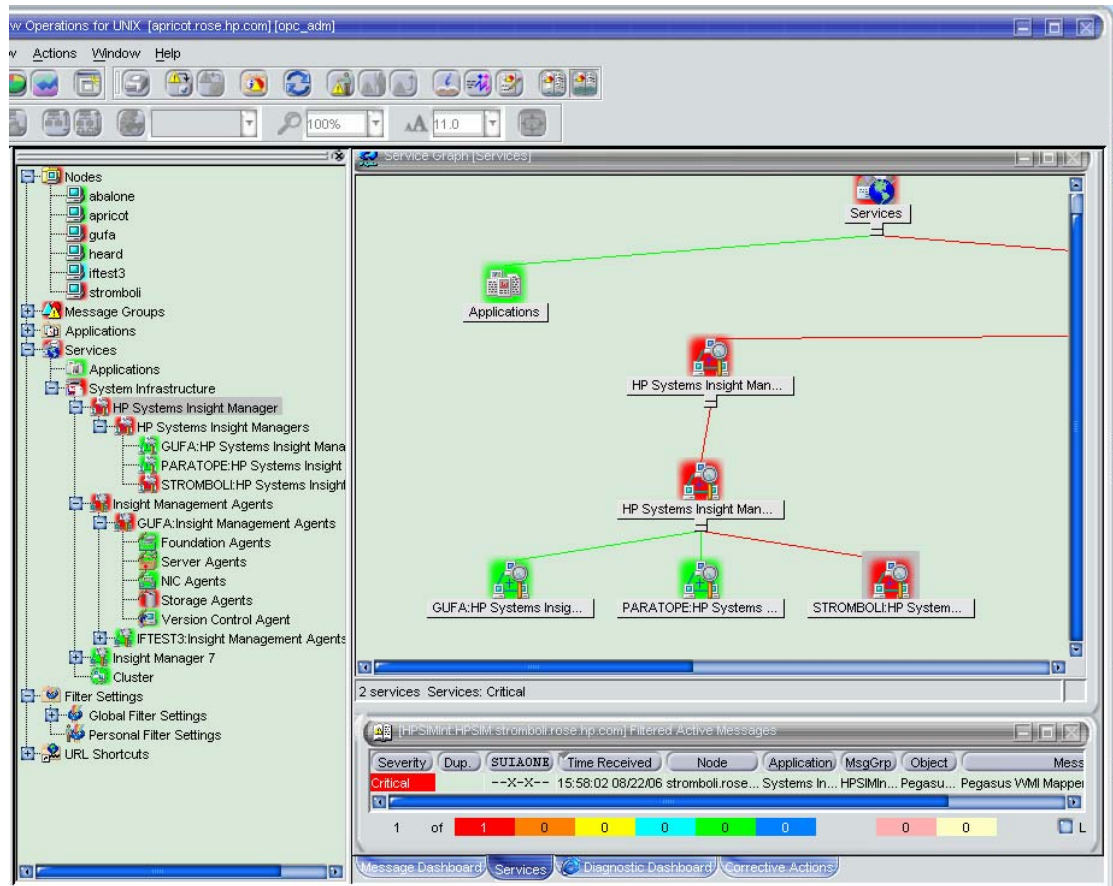 w Operations for UNIX [apricot.rose.hp.com] [opc_adm]
w Actions Window Help
100% 11.0
Nodes
abalone
apricot
gufa
heard
iftest3
stromboli
Message Groups
Applications
Services
Applications
System Infrastructure
HP Systems Insight Manager
HP Systems Insight Managers
GUFA:HP Systems Insight Mana
PARATOPE:HP Systems Insight
STROMBOLI:HP Systems Insight
Insight Management Agents
GUFA:Insight Management Agents
Foundation Agents
Server Agents
NIC Agents
Storage Agents
Version Control Agent
IFTEST3:Insight Management Agents
Insight Manager 7
Cluster
Filter Settings
Global Filter Settings
Personal Filter Settings
URL Shortcuts
Service Graph [Services]
Services
Applications
HP Systems Insight Man...
HP Systems Insight Man...
GUFA:HP Systems Insig... PARATOPE:HP Systems ... STROMBOLI:HP System...
2 services Services: Critical
[HPSIMInt:HPSIM:stromboli.rose.hp.com] Filtered Active Messages
Severity Dup. SUIAONE Time Received Node Application MsgGrp Object Mess
Critical --X-X-- 15:58:02 08/22/06 stromboli.rose... Systems In... HPSIMIn... Pegasu... Pegasus WMI Mapper
1 of 1 0 0 0 0 0 0 0 L
Message Dashboard Services Diagnostic Dashboard Corrective Actions